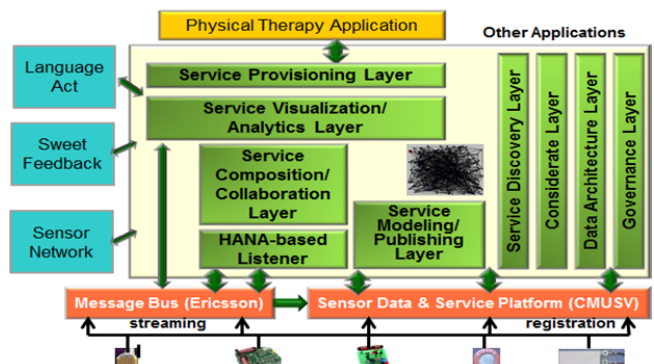 Physical Therapy Application
Other Applications
Language
Act
Sweet
Feedback
Sensor
Network
Service Provisioning Layer
Service Visualization/
Analytics Layer
Service
Composition/
Collaboration
Layer
HANA-based
Listener
Service
Modeling/
Publishing
Layer
Service Discovery Layer
Considerate Layer
Data Architecture Layer
Governance Layer
Message Bus (Ericsson)
Sensor Data & Service Platform (CMUSV)
streaming
registration